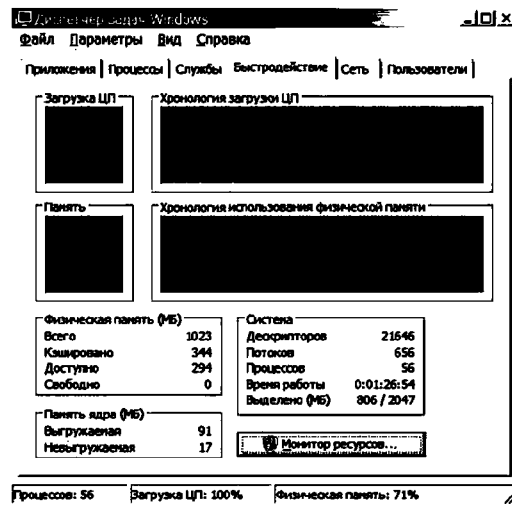 Диспетчер задач Windows
Файл Параметры Вид Справка
Приложения Процессы Службы Быстродействие Сеть Пользователи
Загрузка ЦП Хронология загрузки ЦП
Память Хронология использования физической памяти
Физическая память (МБ)
Всего 1023
Кэшировано 344
Доступно 294
Свободно 0
Система
Дескрипторов 21646
Потоков 656
Процессов 56
Время работы 0:01:26:54
Выделено (МБ) 806 / 2047
Память ядра (МБ)
Выгружаемая 91
Невыгружаемая 17
Монитор ресурсов...
Процессов: 56 Загрузка ЦП: 100% Физическая память: 71%